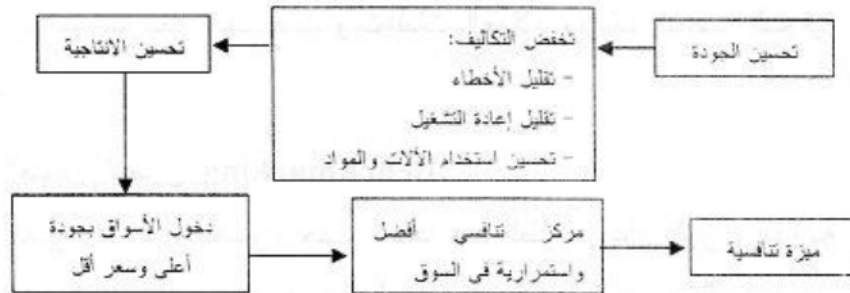 تحسين الجودة
تخفض التكاليف:
- تقليل الأخطاء
- تقليل إعادة التشغيل
- تحسين استخدام الآلات والمواد
تحسين الانتاجية
دخول الأسواق بجودة
أعلى وسعر أقل
مركز تنافسي أفضل
واستمرارية في السوق
ميزة تنافسية